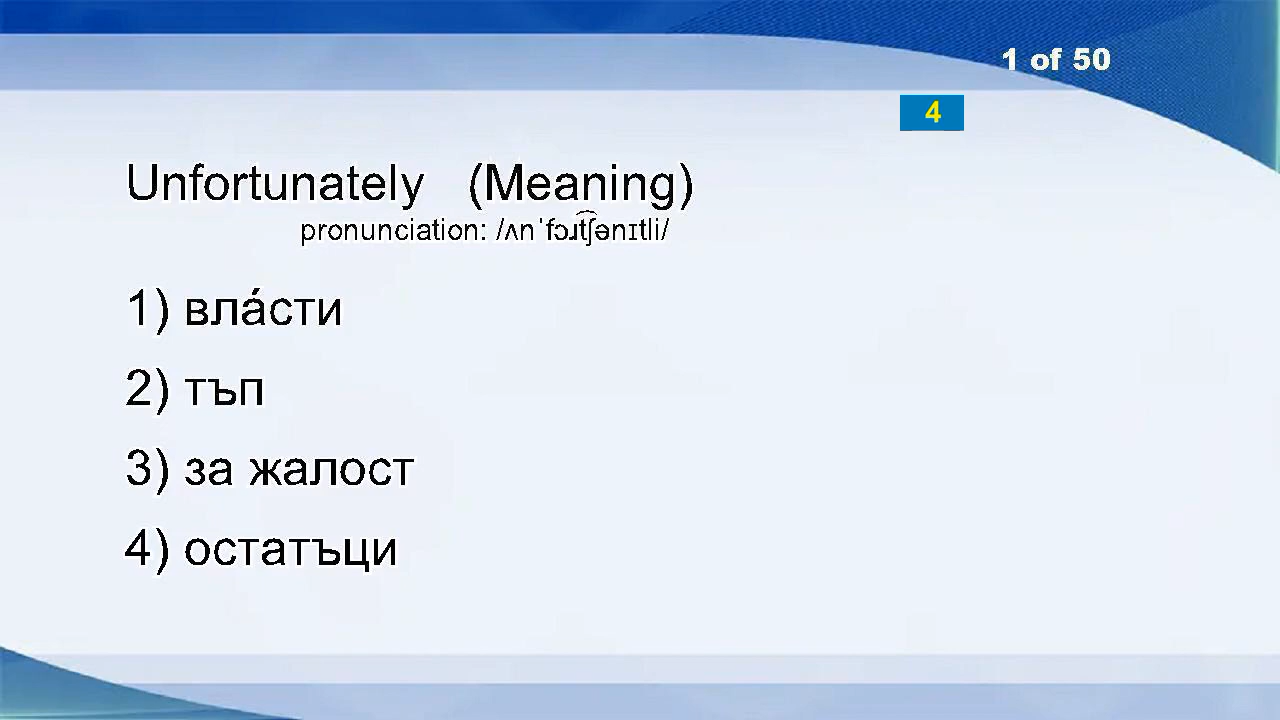 1 of 50
4
Unfortunately (Meaning)
pronunciation: /ʌnˈfɔɹt͡ʃənɪtli/
1) вла́сти
2) тъп
3) за жалост
4) остатъци